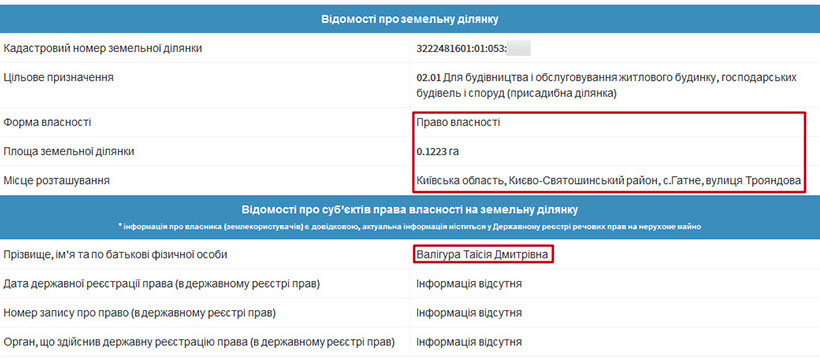 Відомості про земельну ділянку
Кадастровий номер земельної ділянки 3222481601:01:053:
Цільове призначення 02.01 Для будівництва і обслуговування житлового будинку, господарських
будівель і споруд (присадибна ділянка)
Форма власності Право власності
Площа земельної ділянки 0.1223 га
Місце розташування Київська область, Києво-Святошинський район, с.Гатне, вулиця Трояндова
Відомості про суб'єктів права власності на земельну ділянку
* інформація про власника (землекористувачів) є довідковою, актуальна інформація міститься у Державному реєстрі речових прав на нерухоме майно
Прізвище, ім'я та по батькові фізичної особи Валігура Таїсія Дмитрівна
Дата державної реєстрації права (в державному реєстрі прав) Інформація відсутня
Номер запису про право (в державному реєстрі прав) Інформація відсутня
Орган, що здійснив державну реєстрацію права (в державному реєстрі прав) Інформація відсутня